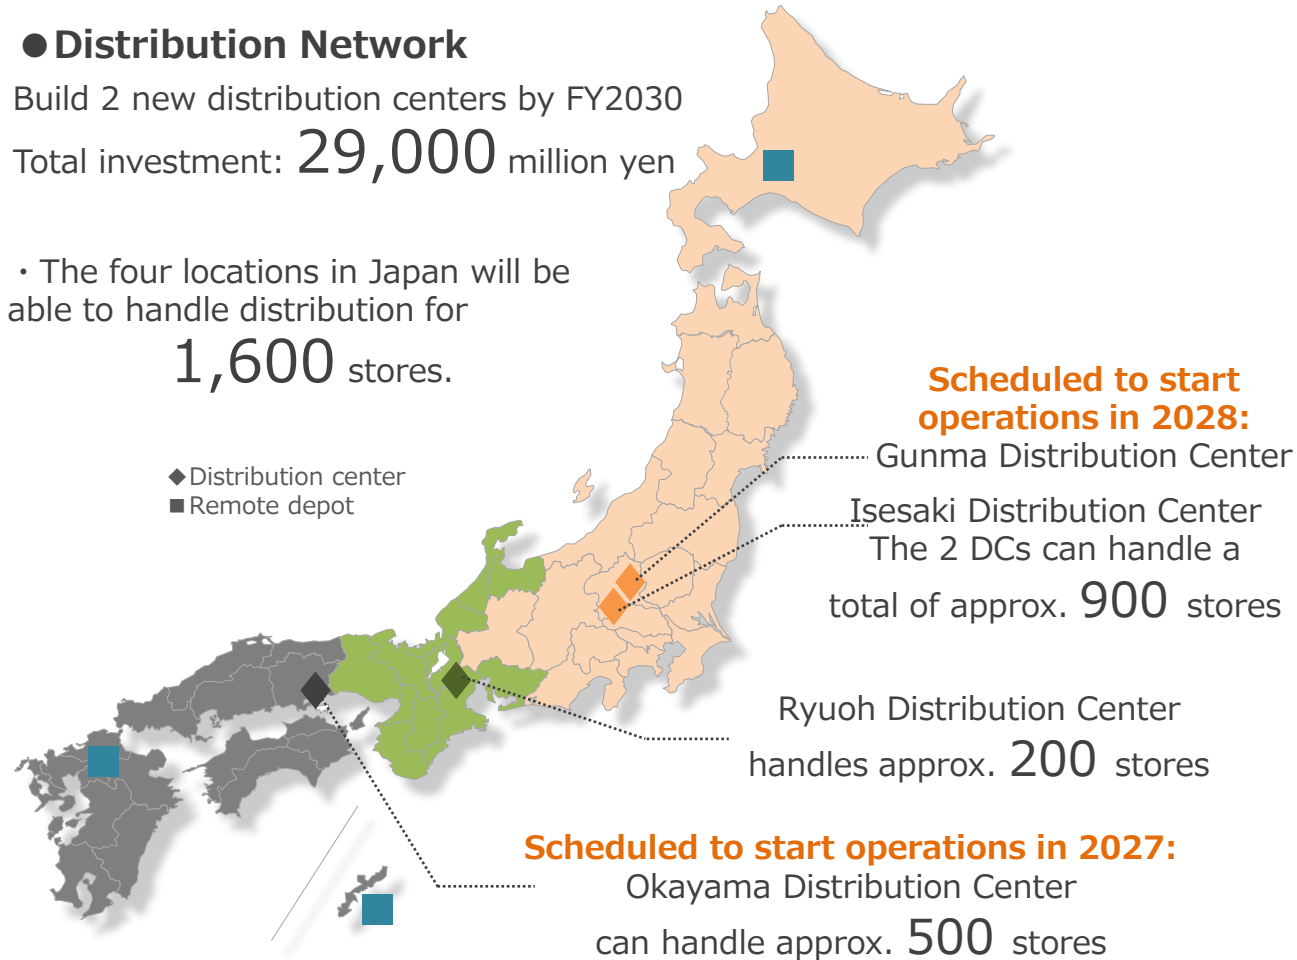 ●Distribution Network
Build 2 new distribution centers by FY2030
Total investment: 29,000 million yen
・The four locations in Japan will be
able to handle distribution for
1,600 stores.
◆Distribution center
■Remote depot
Scheduled to start
operations in 2028:
Gunma Distribution Center
Isesaki Distribution Center
The 2 DCs can handle a
total of approx. 900 stores
Ryuoh Distribution Center
handles approx. 200 stores
Scheduled to start operations in 2027:
Okayama Distribution Center
can handle approx. 500 stores